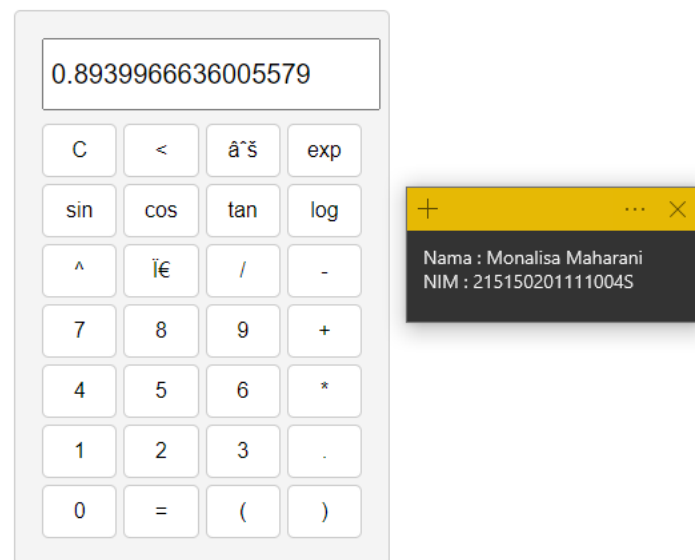 0.8939966636005579
C < âˆš exp
sin cos tan log
^ Ï€ / -
7 8 9 +
4 5 6 *
1 2 3 .
0 = ( )
Nama : Monalisa Maharani
NIM : 215150201111004S